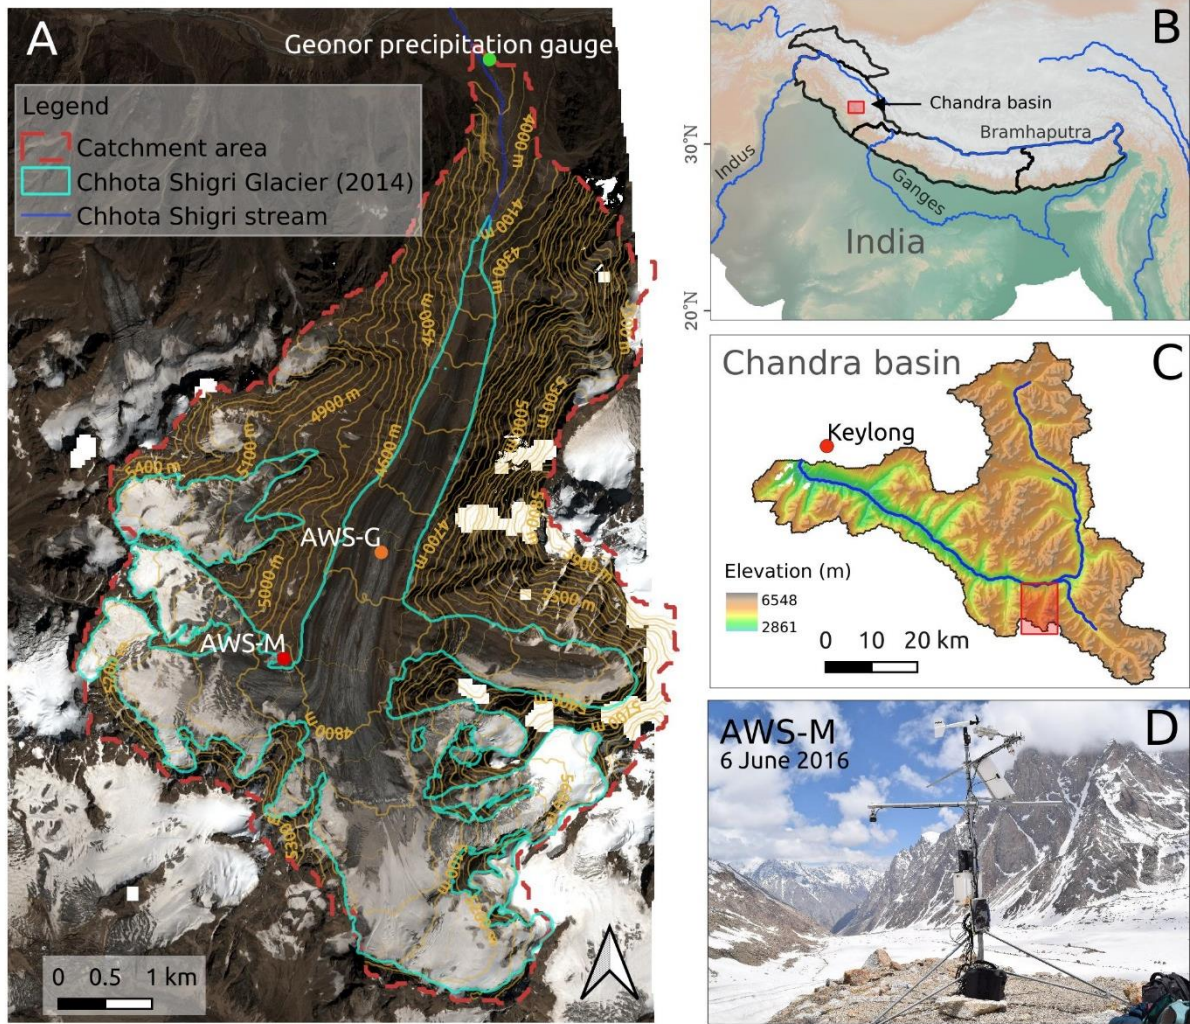 A
Geonor precipitation gauge
Legend
Catchment area
Chhota Shigri Glacier (2014)
Chhota Shigri stream
4000 m
4100 m
4300 m
4500 m
4900 m
5300 m
5000 m
5100 m
5400 m
4600 m
4700 m
AWS-G
5000 m
AWS-M
4800 m
0 0.5 1 km
B
Chandra basin
Bramhaputra
30°N
Indus
Ganges
India
20°N
Chandra basin
C
Keylong
Elevation (m)
6548
2861
0 10 20 km
AWS-M
D
6 June 2016